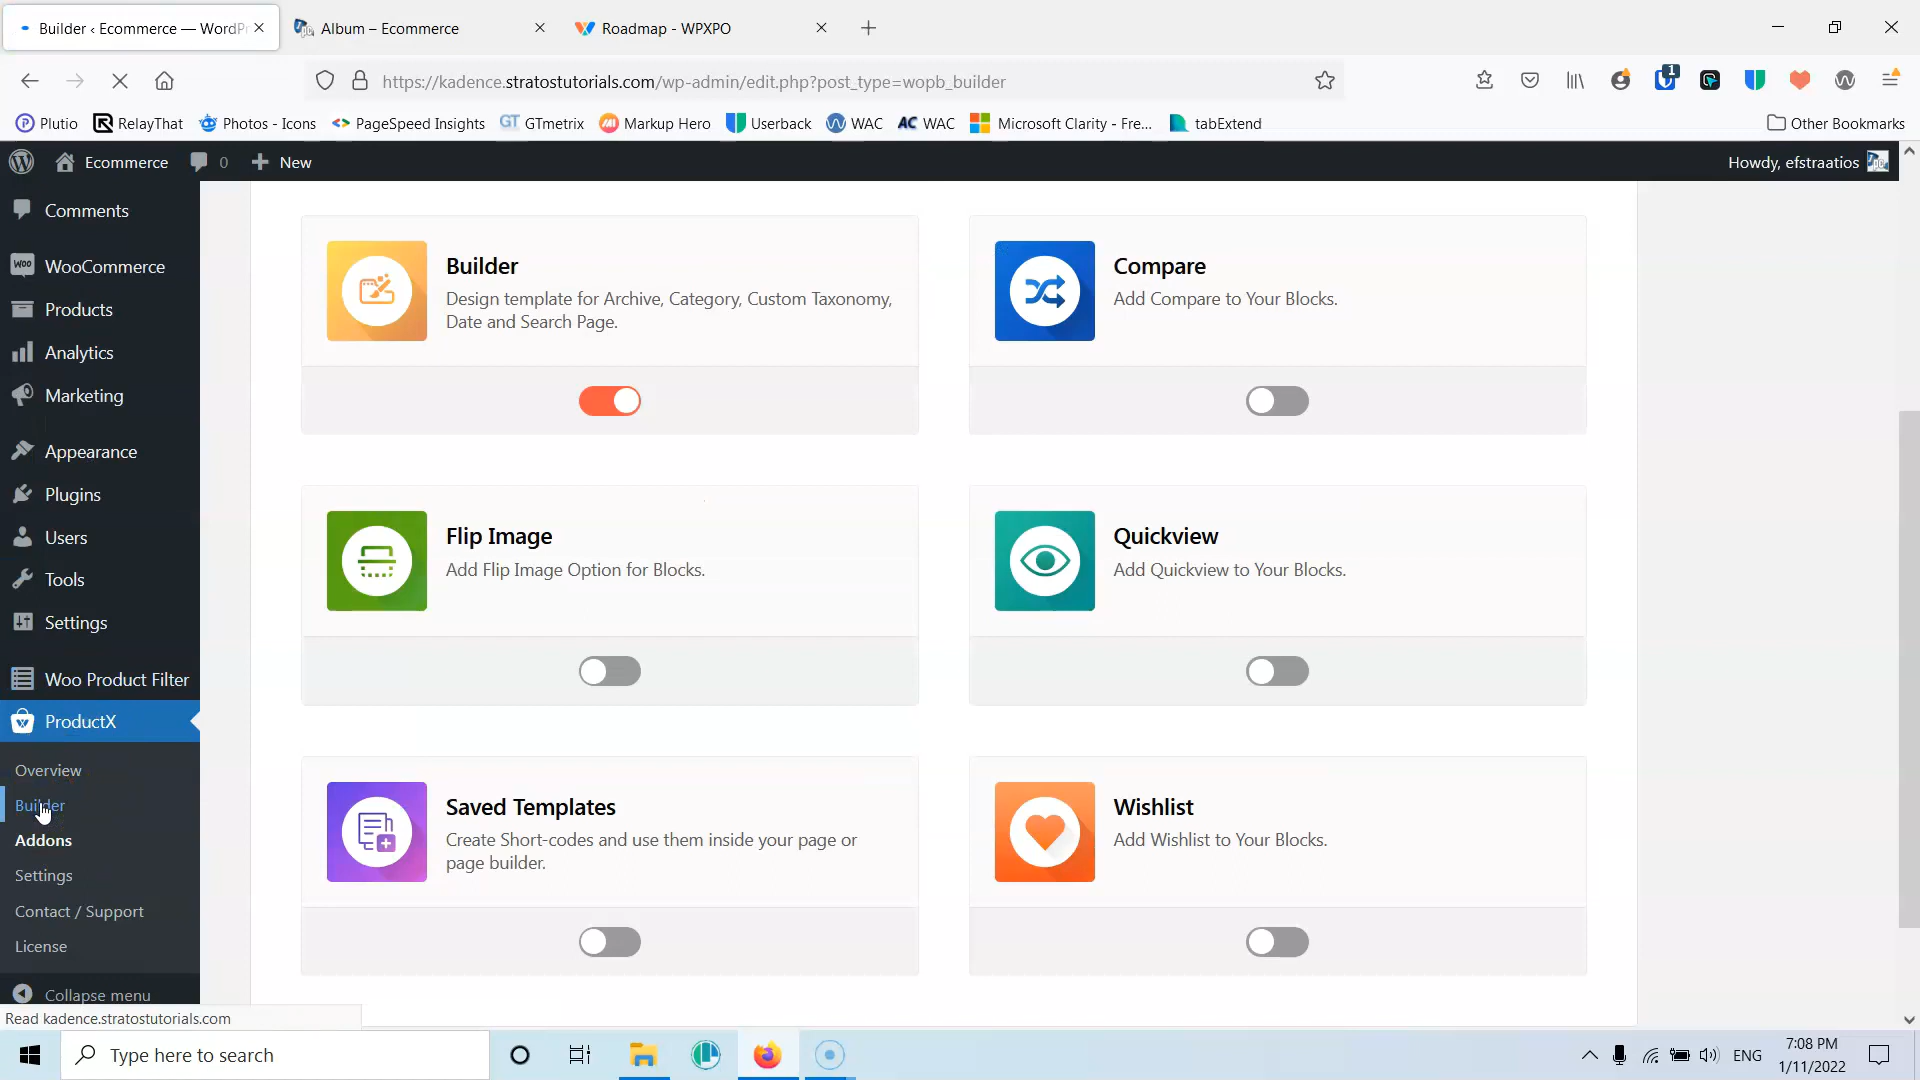 Builder ‹ Ecommerce — WordPr
Album – Ecommerce
Roadmap - WPXPO
https://kadence.stratostutorials.com/wp-admin/edit.php?post_type=wopb_builder
1
Plutio
RelayThat
Photos - Icons
PageSpeed Insights
GT GTmetrix
Markup Hero
Userback
WAC
AC WAC
Microsoft Clarity - Fre...
tabExtend
Other Bookmarks
Ecommerce
0
New
Howdy, efstraatios
Comments
WooCommerce
Products
Analytics
Marketing
Appearance
Plugins
Users
Tools
Settings
Woo Product Filter
ProductX
Overview
Builder
Addons
Settings
Contact / Support
License
Collapse menu
Read kadence.stratostutorials.com
Builder
Design template for Archive, Category, Custom Taxonomy,
Date and Search Page.
Compare
Add Compare to Your Blocks.
Flip Image
Add Flip Image Option for Blocks.
Quickview
Add Quickview to Your Blocks.
Saved Templates
Create Short-codes and use them inside your page or
page builder.
Wishlist
Add Wishlist to Your Blocks.
Type here to search
ENG
7:08 PM
1/11/2022